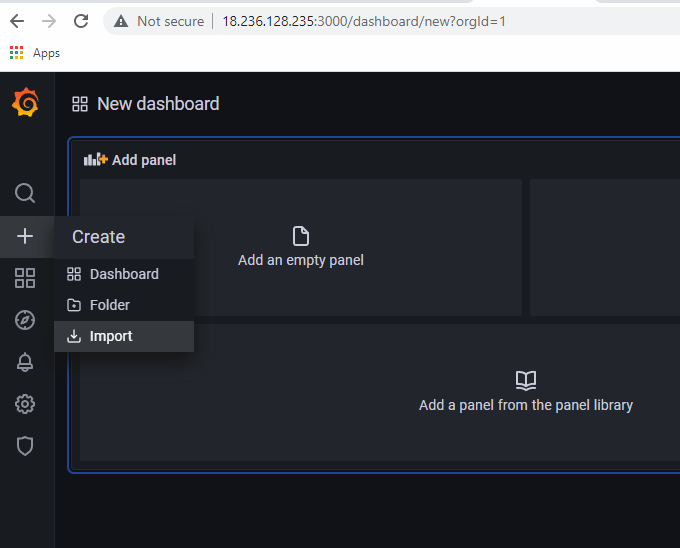 Not secure
18.236.128.235:3000/dashboard/new?orgId=1
Apps
New dashboard
Add panel
Create
Dashboard
Folder
Import
Add an empty panel
Add a panel from the panel library